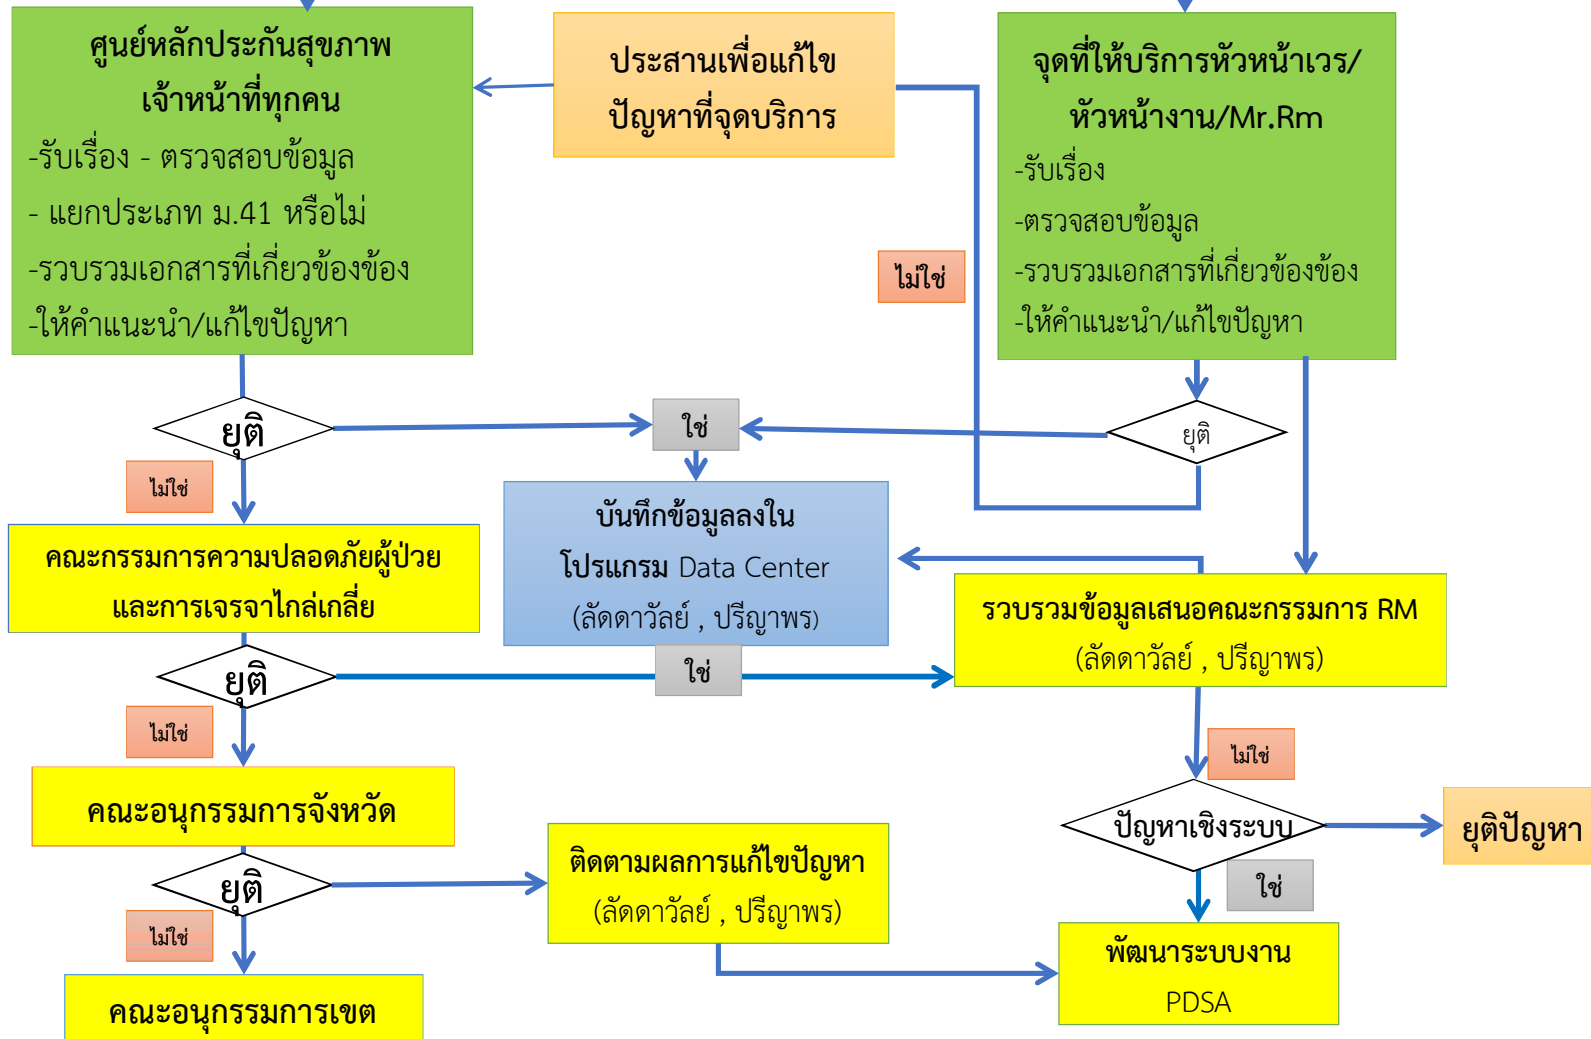 ศูนย์หลักประกันสุขภาพ
เจ้าหน้าที่ทุกคน
-รับเรื่อง - ตรวจสอบข้อมูล
- แยกประเภท ม.41 หรือไม่
-รวบรวมเอกสารที่เกี่ยวข้องข้อง
-ให้คำแนะนำ/แก้ไขปัญหา
ประสานเพื่อแก้ไข
ปัญหาที่จุดบริการ
จุดที่ให้บริการหัวหน้าเวร/
หัวหน้างาน/Mr.Rm
-รับเรื่อง
-ตรวจสอบข้อมูล
-รวบรวมเอกสารที่เกี่ยวข้องข้อง
-ให้คำแนะนำ/แก้ไขปัญหา
ไม่ใช่
ยุติ
ใช่
ยุติ
ไม่ใช่
บันทึกข้อมูลลงใน
โปรแกรม Data Center
(ลัดดาวัลย์ , ปรีญาพร)
คณะกรรมการความปลอดภัยผู้ป่วย
และการเจรจาไกล่เกลี่ย
รวบรวมข้อมูลเสนอคณะกรรมการ RM
(ลัดดาวัลย์ , ปรีญาพร)
ยุติ
ใช่
ไม่ใช่
ไม่ใช่
คณะอนุกรรมการจังหวัด
ปัญหาเชิงระบบ
ยุติปัญหา
ติดตามผลการแก้ไขปัญหา
(ลัดดาวัลย์ , ปรีญาพร)
ยุติ
ใช่
ไม่ใช่
พัฒนาระบบงาน
PDSA
คณะอนุกรรมการเขต